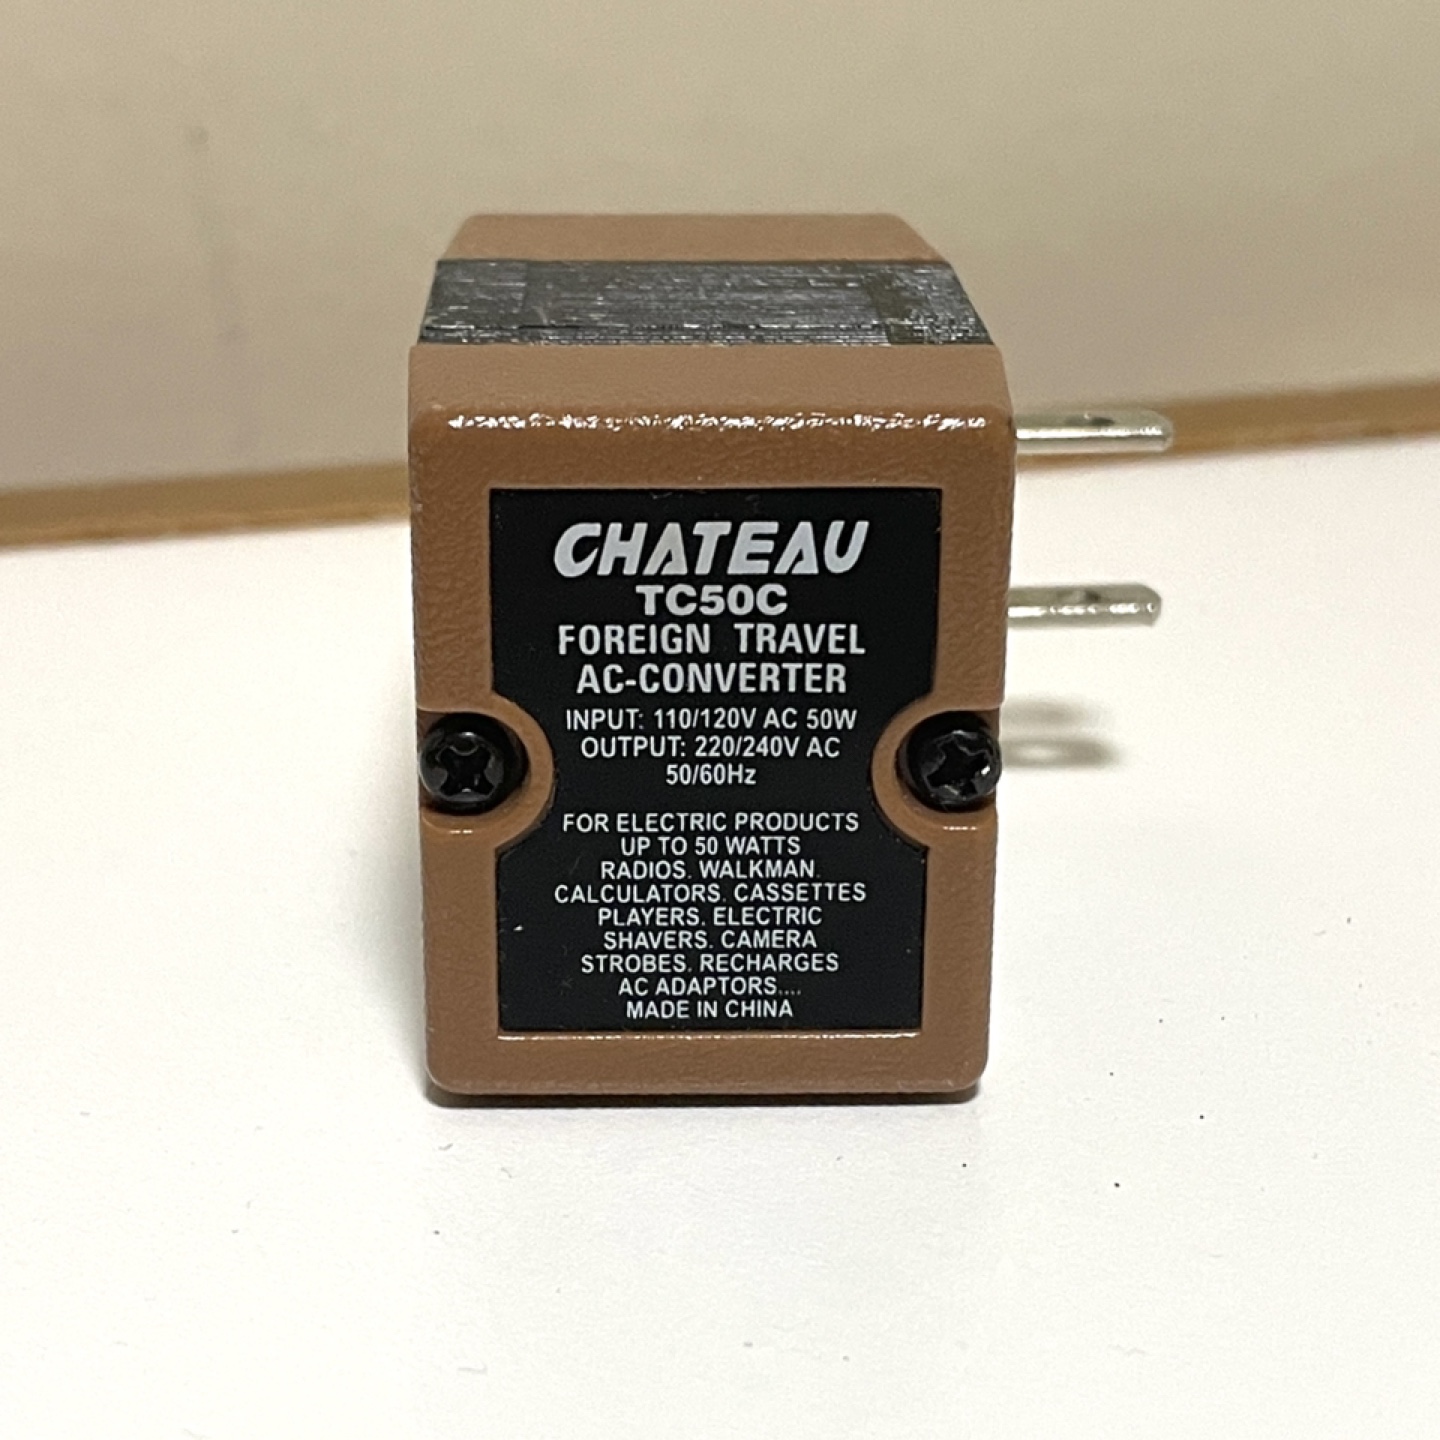 CHATEAU
TC50C
FOREIGN TRAVEL
AC-CONVERTER
INPUT: 110/120V AC 50W
OUTPUT: 220/240V AC
50/60Hz
FOR ELECTRIC PRODUCTS
UP TO 50 WATTS
RADIOS. WALKMAN.
CALCULATORS. CASSETTES
PLAYERS. ELECTRIC
SHAVERS. CAMERA
STROBES. RECHARGES
AC ADAPTORS....
MADE IN CHINA